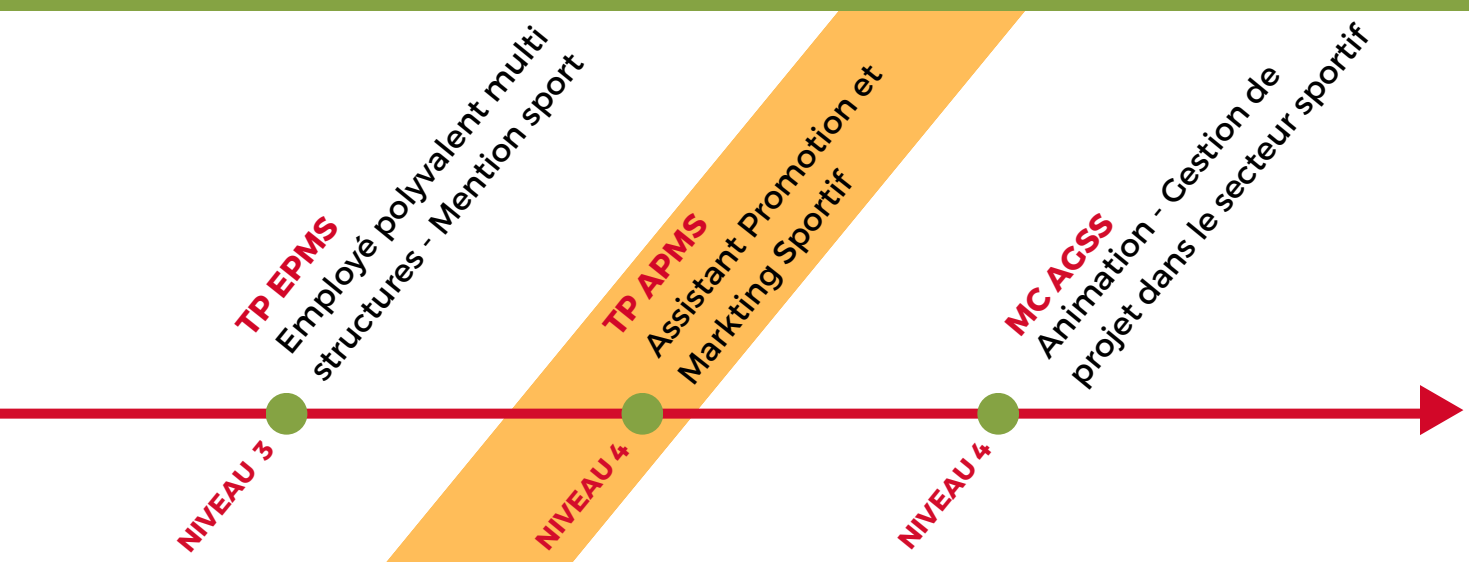 TP EPMS
Employé polyvalent multi
structures - Mention sport
NIVEAU 3
TP APMS
Assistant Promotion et
Markting Sportif
NIVEAU 4
MC AGSS
Animation - Gestion de
projet dans le secteur sportif
NIVEAU 4